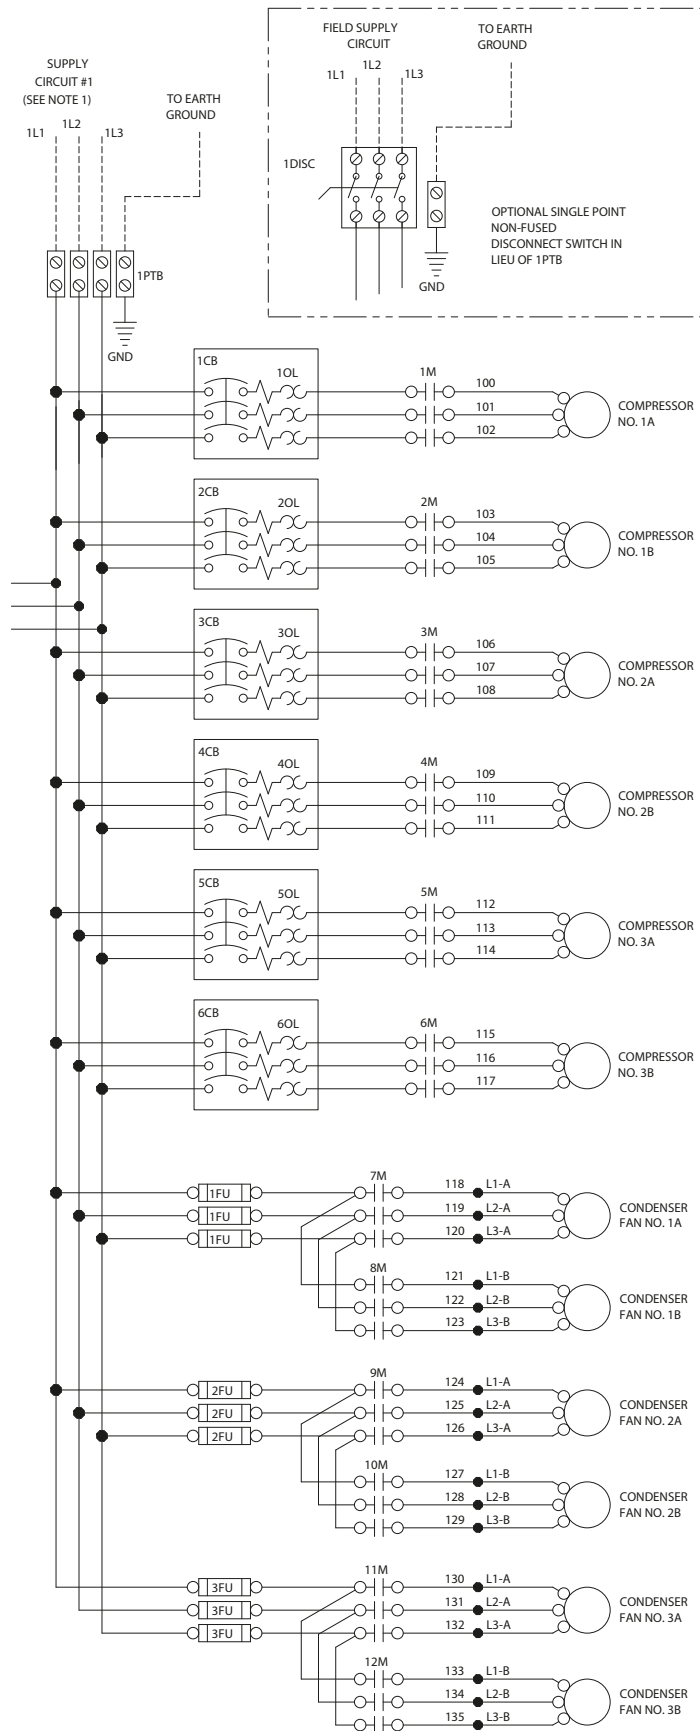 FIELD SUPPLY
CIRCUIT
1L1
1L2
1L3
TO EARTH
GROUND
1DISC
OPTIONAL SINGLE POINT
NON-FUSED
DISCONNECT SWITCH IN
LIEU OF 1PTB
GND
SUPPLY
CIRCUIT #1
(SEE NOTE 1)
1L1
1L2
1L3
TO EARTH
GROUND
1PTB
GND
1CB
1OL
1M
100
101
102
COMPRESSOR
NO. 1A
2CB
2OL
2M
103
104
105
COMPRESSOR
NO. 1B
3CB
3OL
3M
106
107
108
COMPRESSOR
NO. 2A
4CB
4OL
4M
109
110
111
COMPRESSOR
NO. 2B
5CB
5OL
5M
112
113
114
COMPRESSOR
NO. 3A
6CB
6OL
6M
115
116
117
COMPRESSOR
NO. 3B
7M
1FU 118 L1-A
1FU 119 L2-A
1FU 120 L3-A
CONDENSER
FAN NO. 1A
8M
121 L1-B
122 L2-B
123 L3-B
CONDENSER
FAN NO. 1B
9M
2FU 124 L1-A
2FU 125 L2-A
2FU 126 L3-A
CONDENSER
FAN NO. 2A
10M
127 L1-B
128 L2-B
129 L3-B
CONDENSER
FAN NO. 2B
11M
3FU 130 L1-A
3FU 131 L2-A
3FU 132 L3-A
CONDENSER
FAN NO. 3A
12M
133 L1-B
134 L2-B
135 L3-B
CONDENSER
FAN NO. 3B